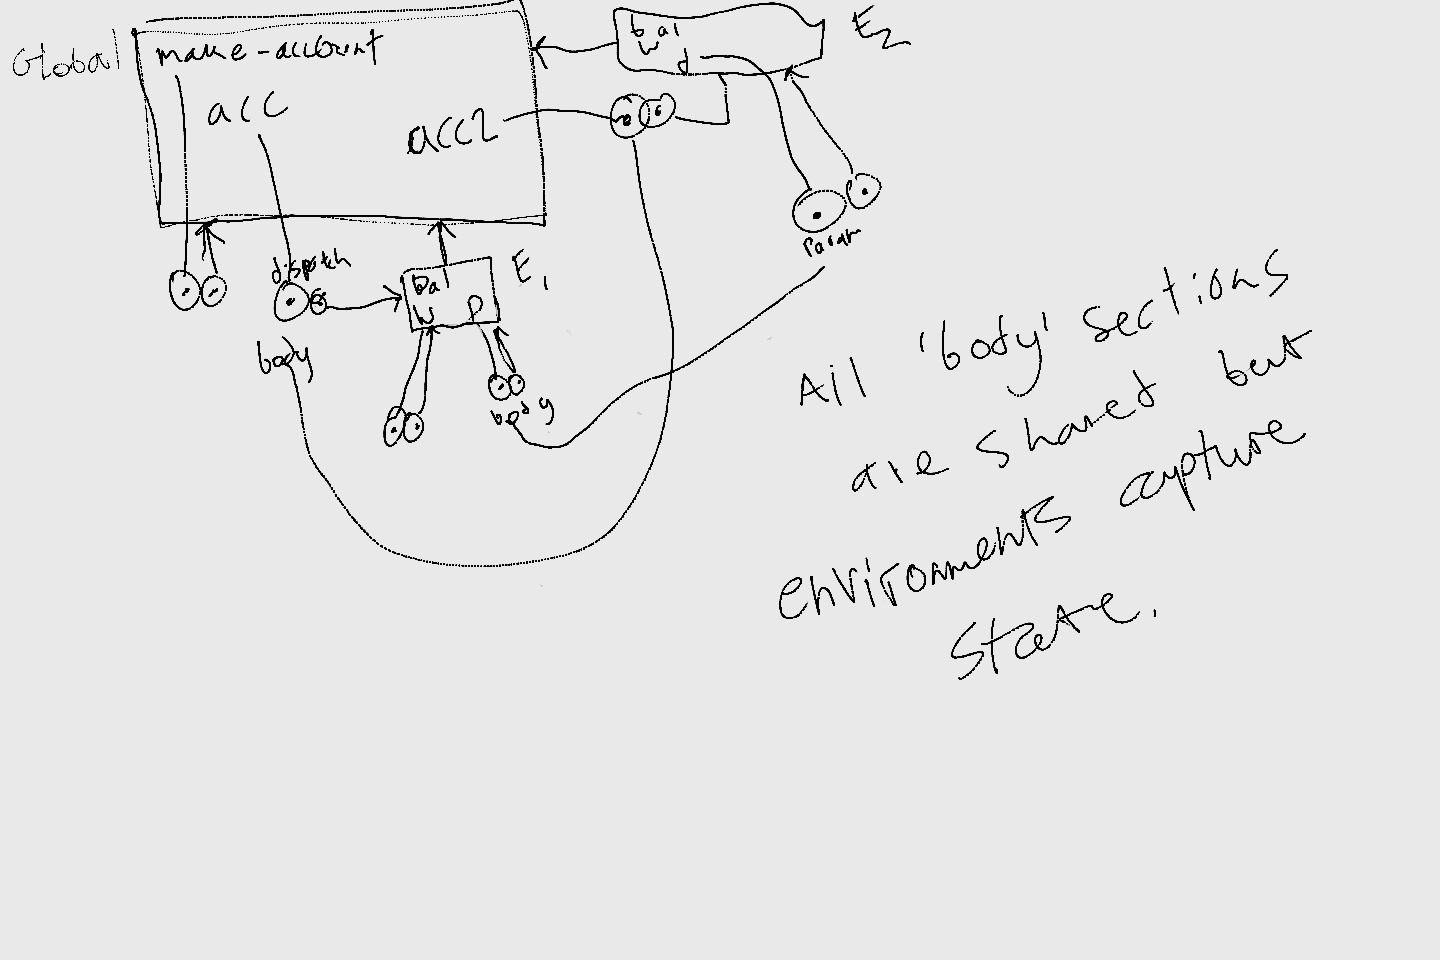 Global
make-account
acc
acc2
bal
w
d
E2
param
dispatch
body
Bal
W D
E1
body
All 'body' sections
are shared but
environments capture
state.